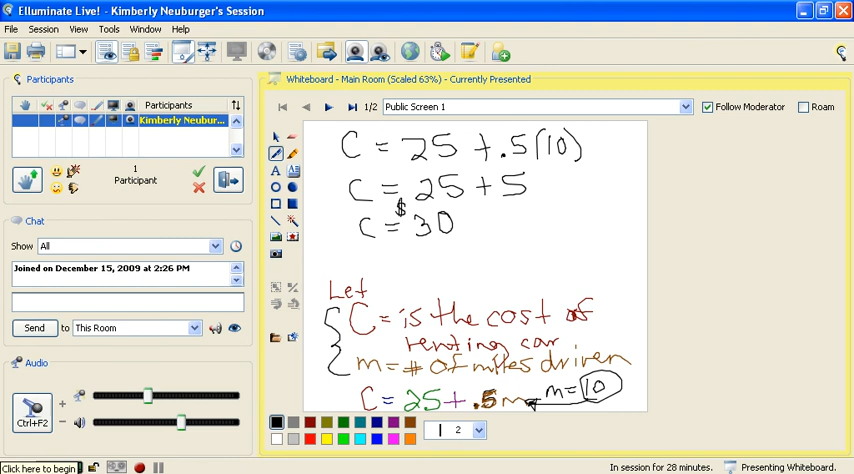 Elluminate Live! - Kimberly Neuburger's Session
File Session View Tools Window Help
Participants
Participants
Kimberly Neubur...
1
Participant
Chat
Show All
Joined on December 15, 2009 at 2:26 PM
Send to This Room
Audio
Ctrl+F2
Click here to begin
Whiteboard - Main Room (Scaled 63%) - Currently Presented
1/2 Public Screen 1 Follow Moderator Roam
C = 25 + .5(10)
C = 25 + 5
C = $30
Let
C = is the cost of
renting car
m = # of miles driven
C = 25 + .5m m = 10
1 2
In session for 28 minutes. Presenting Whiteboard.